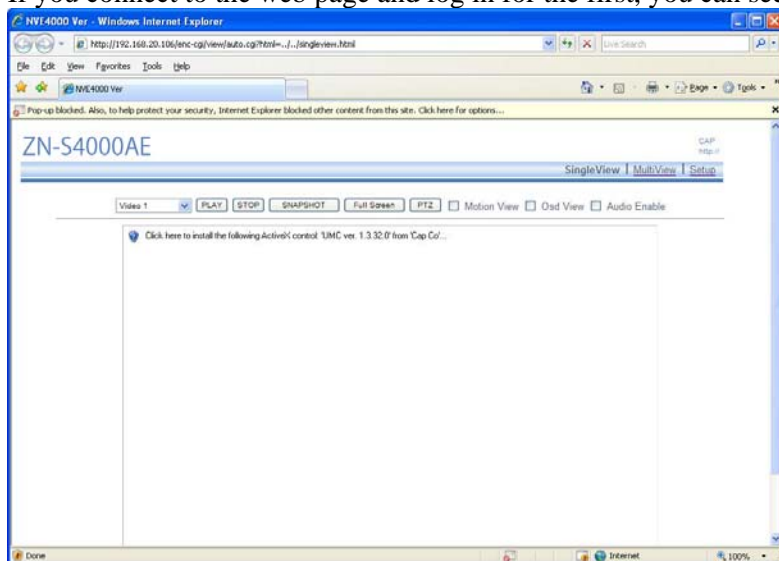 If you connect to the web page and log in for the first, you can see
NVE4000 Ver - Windows Internet Explorer
http://192.168.20.106/enc-cgi/view/auto.cgi?html=../../singleview.html Live Search
File Edit View Favorites Tools Help
NVE4000 Ver Page Tools
Pop-up blocked. Also, to help protect your security, Internet Explorer blocked other content from this site. Click here for options...
ZN-S4000AE
CAP
http://
SingleView | MultiView | Setup
Video 1 PLAY STOP SNAPSHOT Full Screen PTZ Motion View Osd View Audio Enable
Click here to install the following ActiveX control: 'UMC ver. 1.3.32.0' from 'Cap Co'...
Done Internet 100%